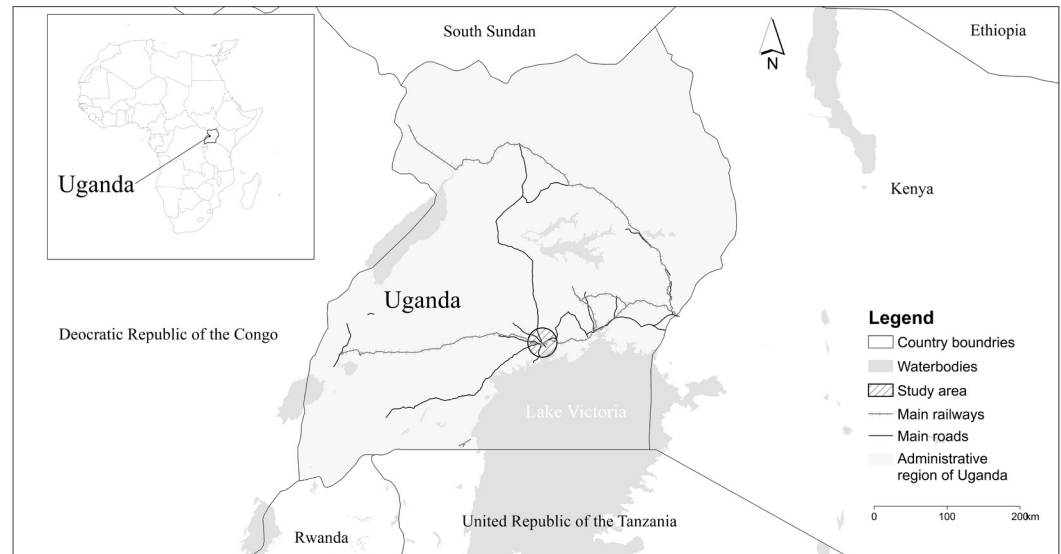 South Sudan
Ethiopia
N
Uganda
Kenya
Uganda
Deocratic Republic of the Congo
Legend
Country boundries
Waterbodies
Study area
Lake Victoria
Main railways
Main roads
Administrative
region of Uganda
0 100 200km
United Republic of the Tanzania
Rwanda